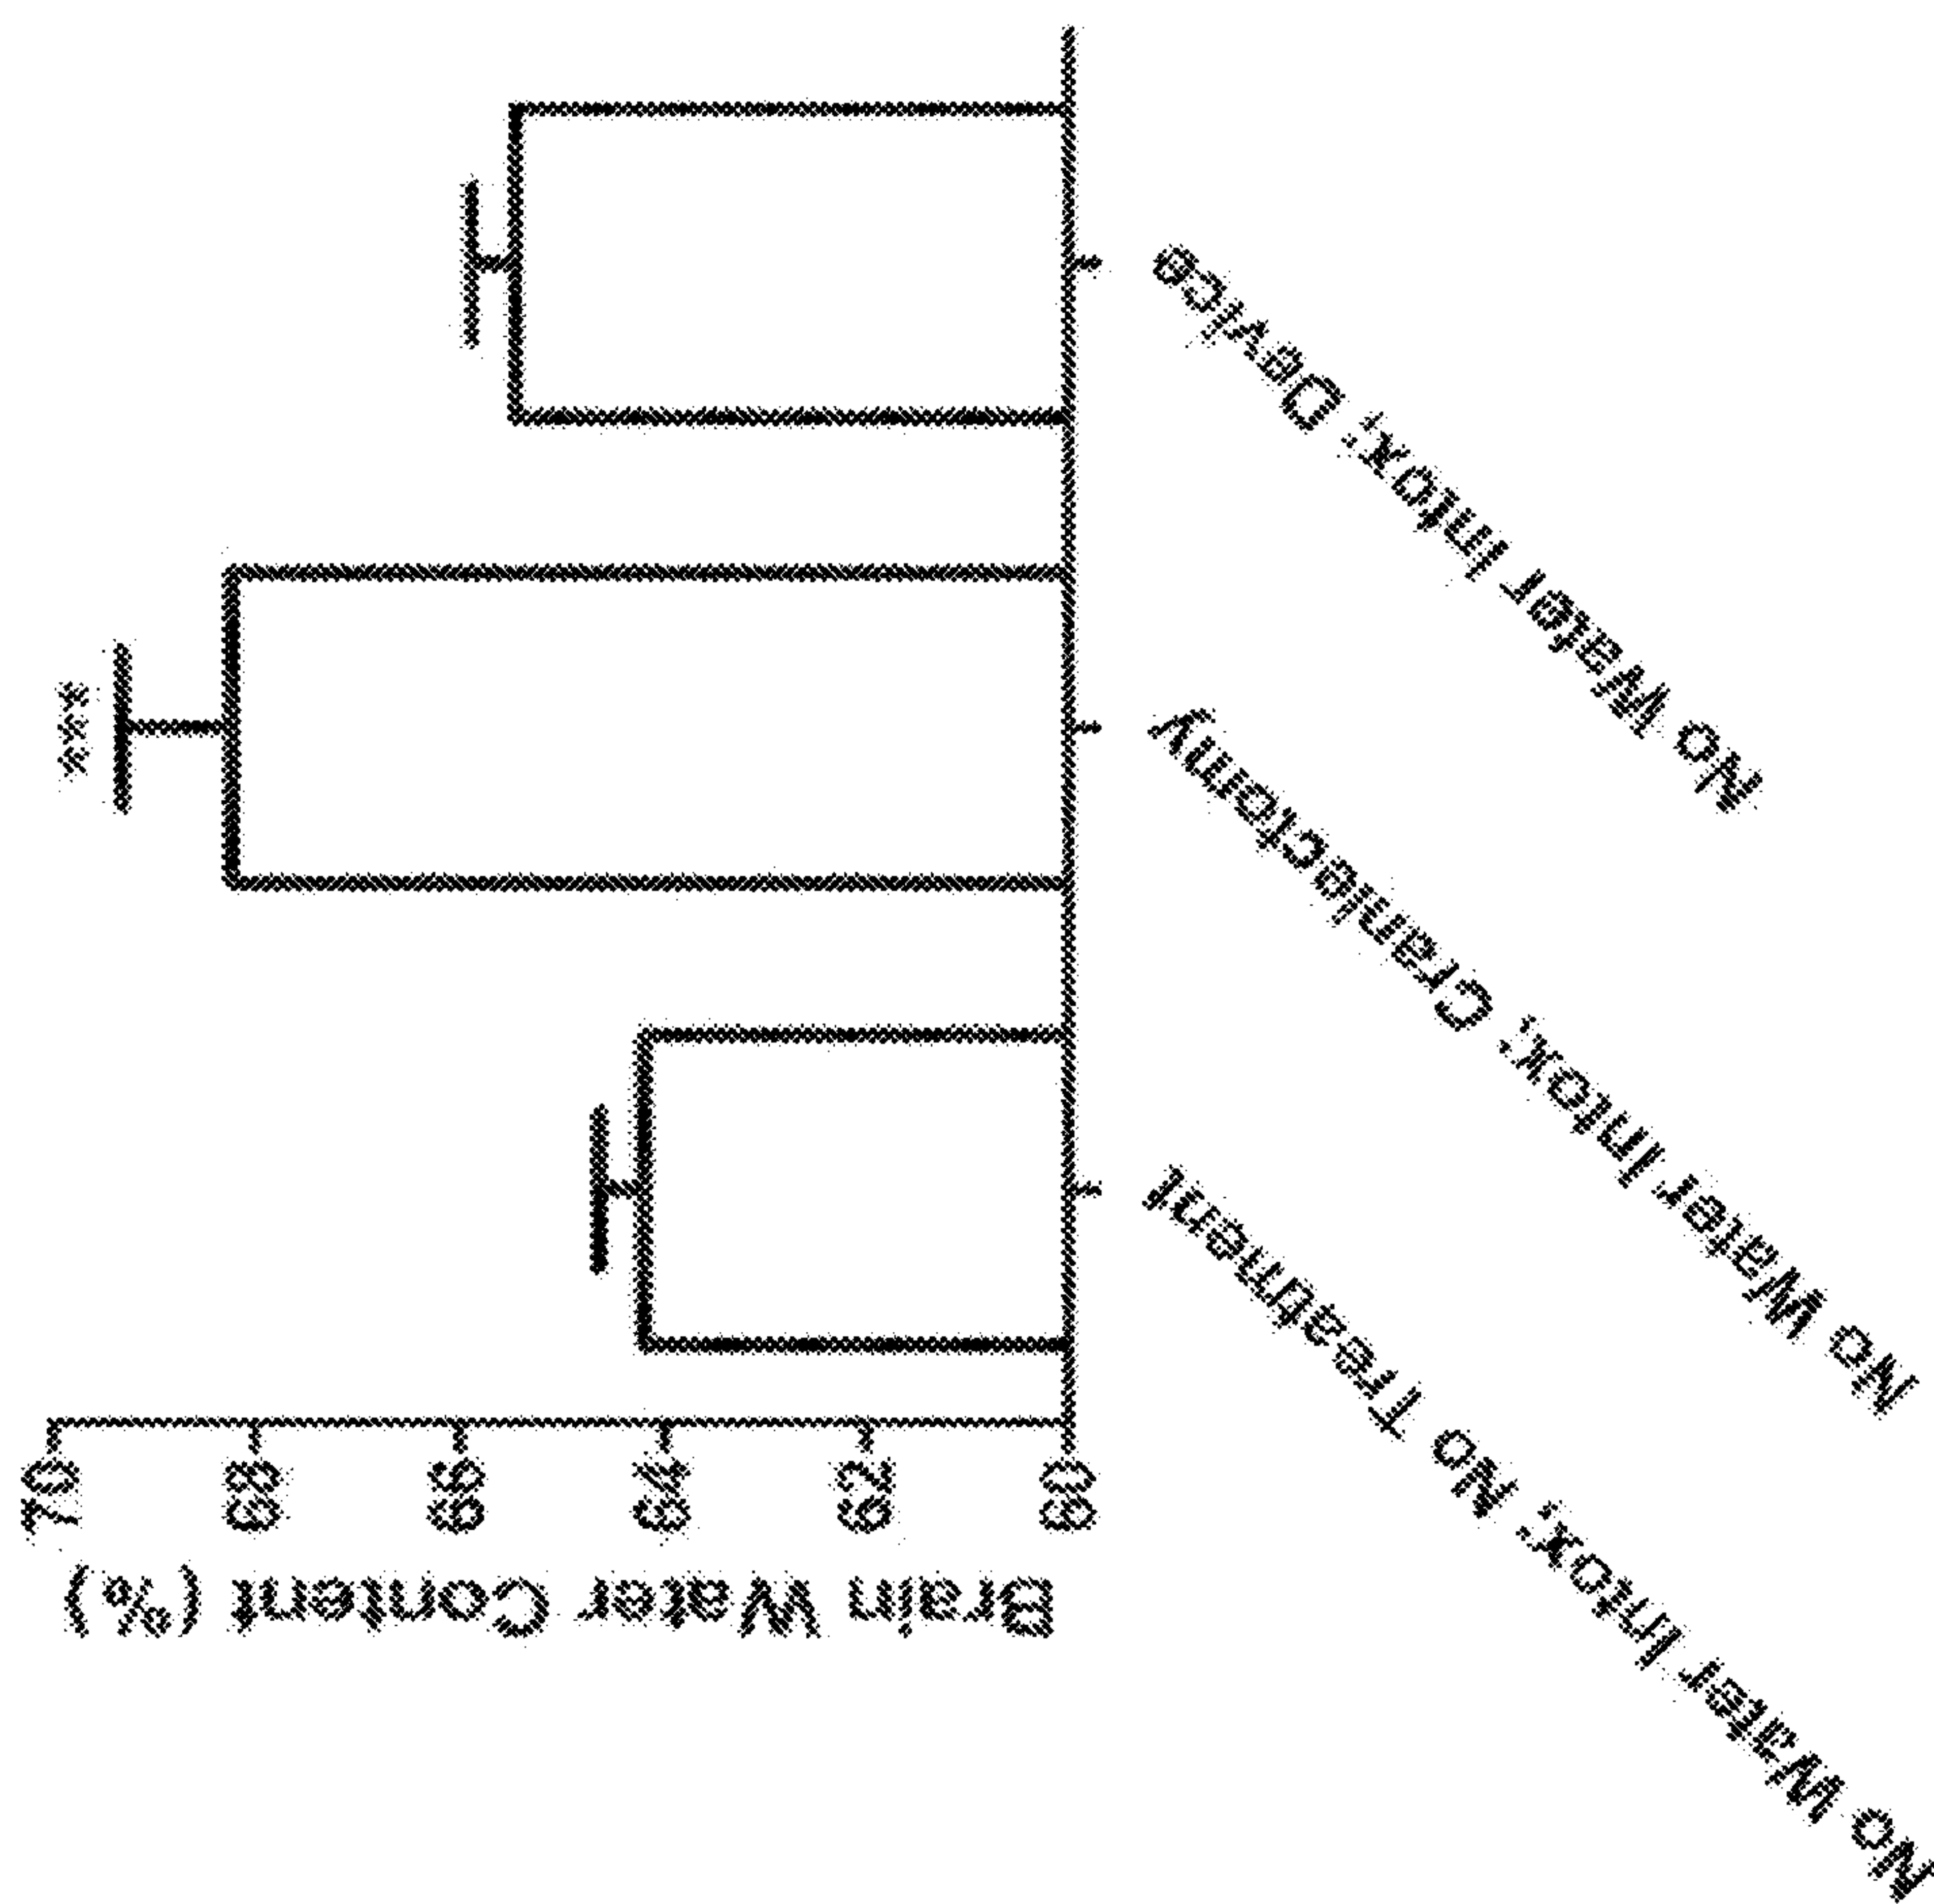 Brain Water Content (%)
70
68
66
64
62
60
***
No Water Intox; No Treatment
No Water Intox; Craniectomy
No Water Intox; Device